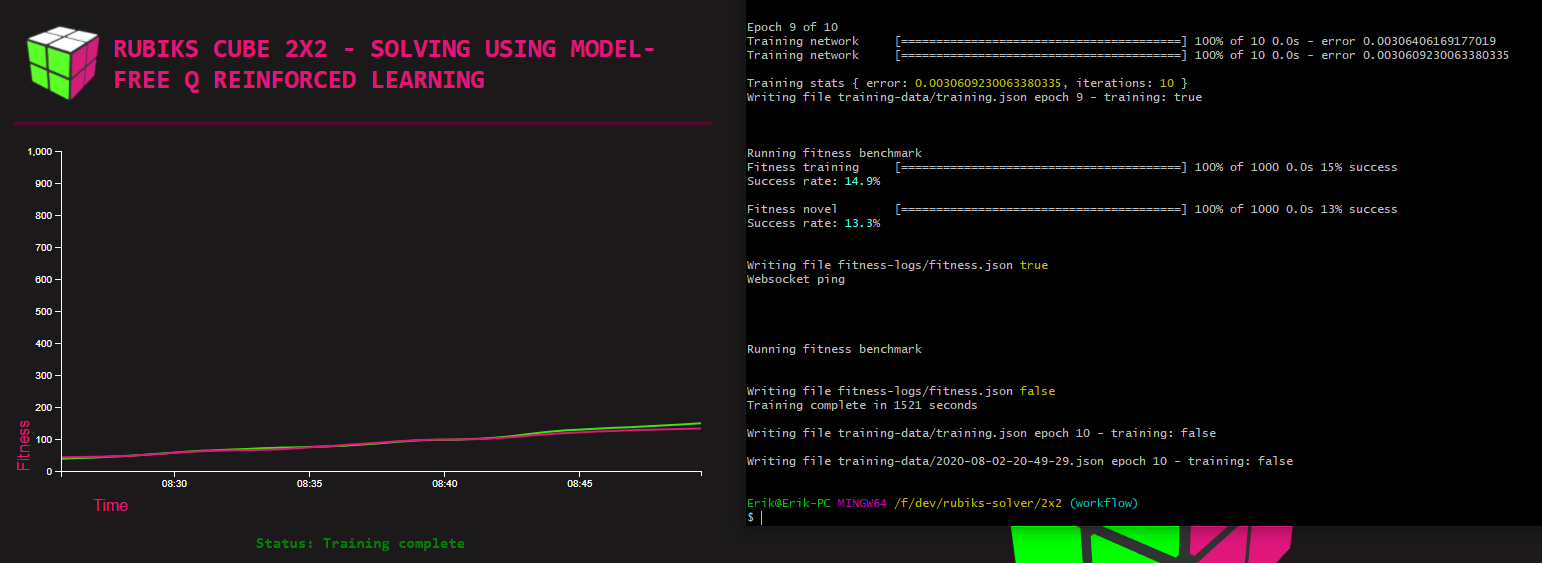 RUBIKS CUBE 2X2 - SOLVING USING MODEL-
FREE Q REINFORCED LEARNING
1,000
900
800
700
600
500
400
300
200
100
0
Fitness
08:30
08:35
08:40
08:45
Time
Status: Training complete
Epoch 9 of 10
Training network [========================================] 100% of 10 0.0s - error 0.00306406169177019
Training network [========================================] 100% of 10 0.0s - error 0.0030609230063380335
Training stats { error: 0.0030609230063380335, iterations: 10 }
Writing file training-data/training.json epoch 9 - training: true
Running fitness benchmark
Fitness training [========================================] 100% of 1000 0.0s 15% success
Success rate: 14.9%
Fitness novel [========================================] 100% of 1000 0.0s 13% success
Success rate: 13.3%
Writing file fitness-logs/fitness.json true
Websocket ping
Running fitness benchmark
Writing file fitness-logs/fitness.json false
Training complete in 1521 seconds
Writing file training-data/training.json epoch 10 - training: false
Writing file training-data/2020-08-02-20-49-29.json epoch 10 - training: false
Erik@Erik-PC MINGW64 /f/dev/rubiks-solver/2x2 (workflow)
$